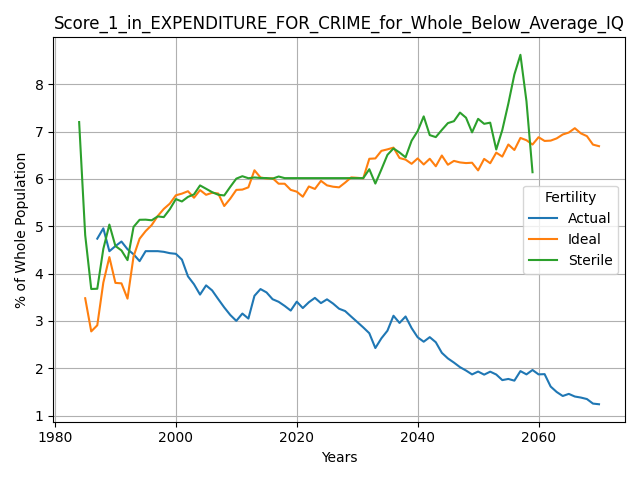 Score_1_in_EXPENDITURE_FOR_CRIME_for_Whole_Below_Average_IQ
% of Whole Population
8
7
6
5
4
3
2
1
Fertility
Actual
Ideal
Sterile
1980
2000
2020
2040
2060
Years